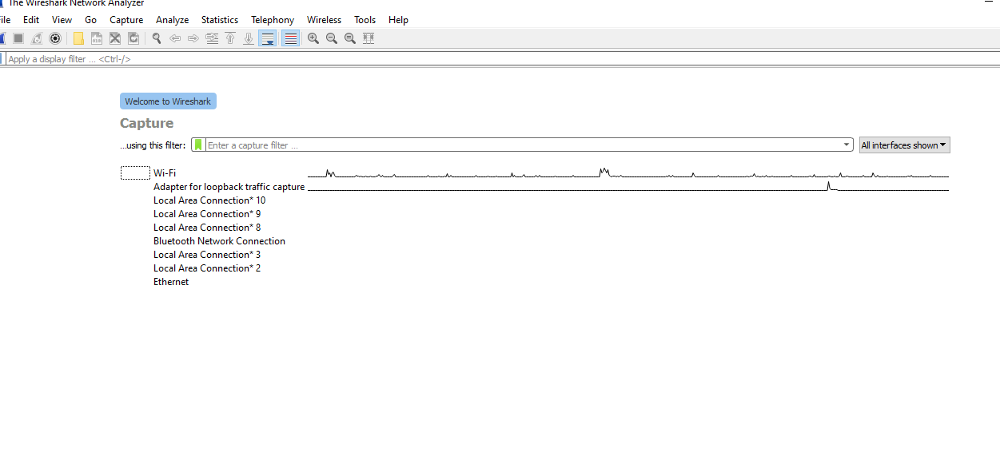 The Wireshark Network Analyzer
File Edit View Go Capture Analyze Statistics Telephony Wireless Tools Help
Apply a display filter ... <Ctrl-/>
Welcome to Wireshark
Capture
...using this filter: Enter a capture filter ... All interfaces shown
Wi-Fi
Adapter for loopback traffic capture
Local Area Connection* 10
Local Area Connection* 9
Local Area Connection* 8
Bluetooth Network Connection
Local Area Connection* 3
Local Area Connection* 2
Ethernet